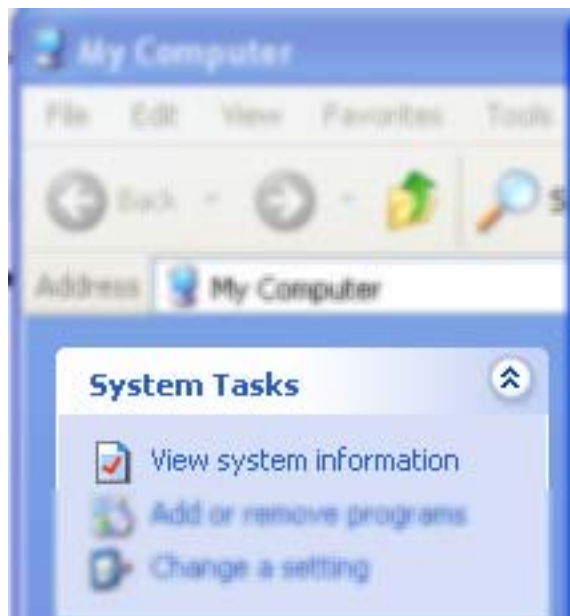 My Computer
File Edit View Favorites Tools
Back S
Address My Computer
System Tasks
View system information
Add or remove programs
Change a setting